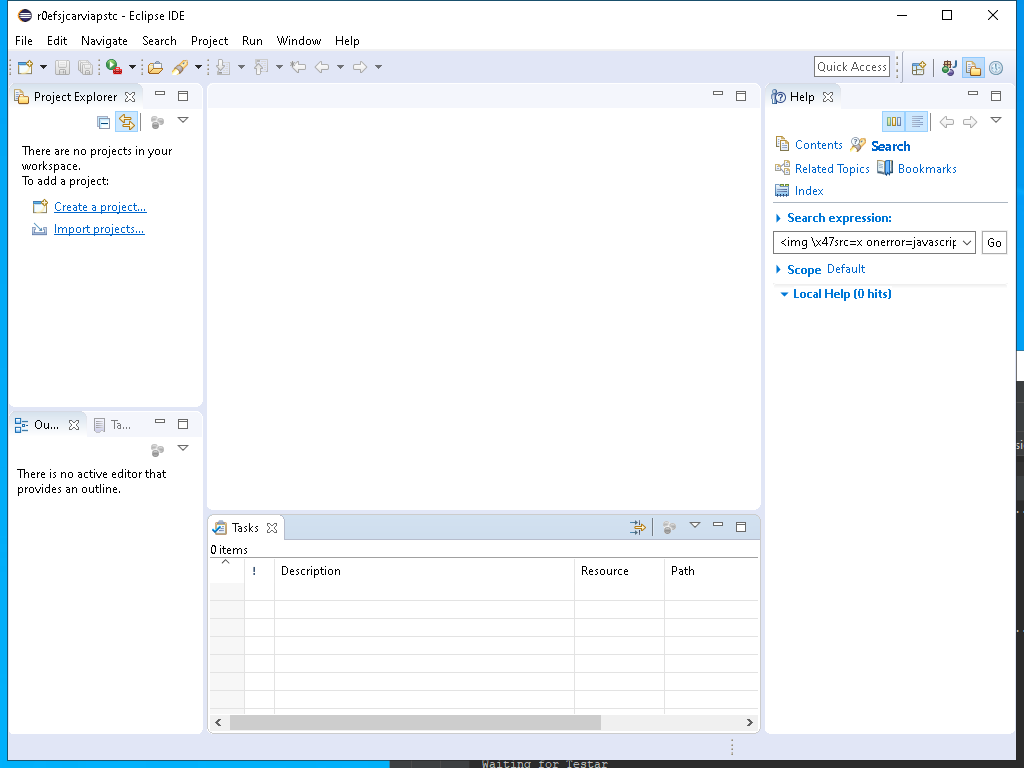 r0efsjcarviapstc - Eclipse IDE
File Edit Navigate Search Project Run Window Help
Quick Access
Project Explorer
There are no projects in your
workspace.
To add a project:
Create a project...
Import projects...
Ou... Ta...
There is no active editor that
provides an outline.
Tasks
0 items
! Description Resource Path
Help
Contents Search
Related Topics Bookmarks
Index
Search expression:
<img \x47src=x onerror=javascrip Go
Scope Default
Local Help (0 hits)
si
Waiting for Testar